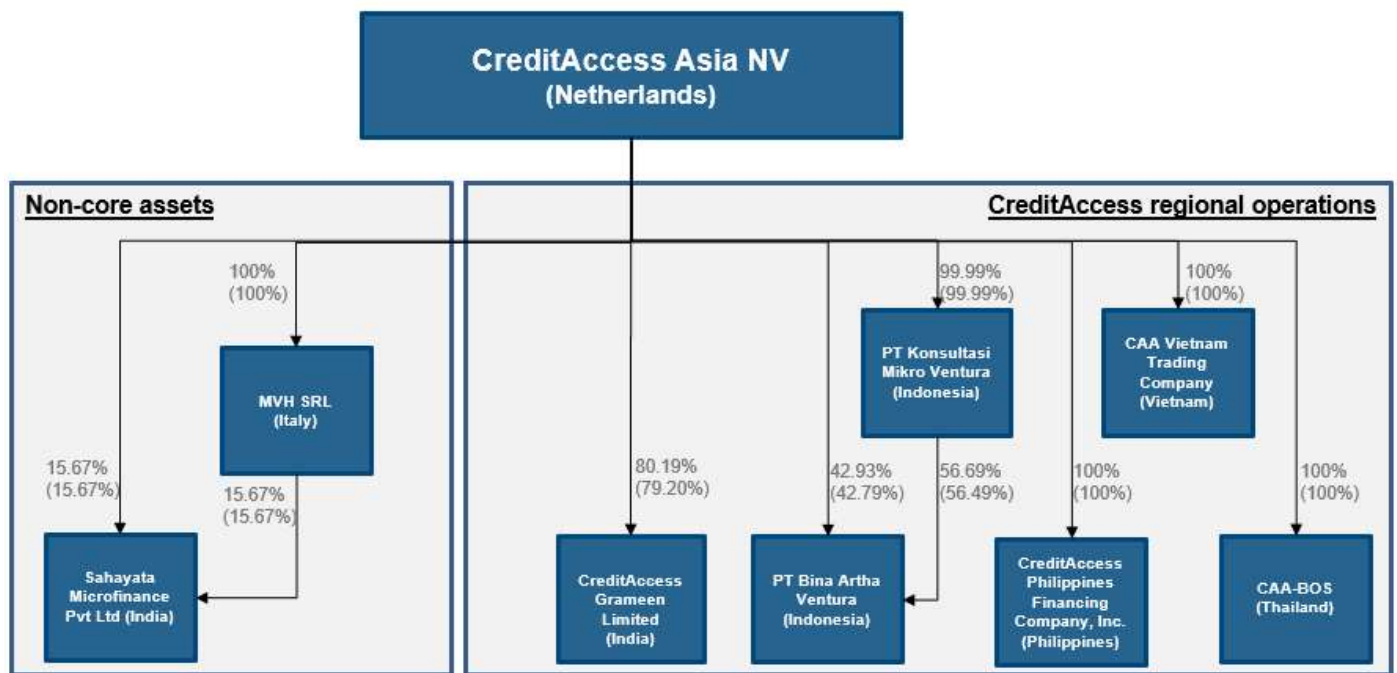 CreditAccess Asia NV
(Netherlands)
Non-core assets
CreditAccess regional operations
100%
(100%)
99.99%
(99.99%)
100%
(100%)
MVH SRL
(Italy)
PT Konsultasi
Mikro Ventura
(Indonesia)
CAA Vietnam
Trading
Company
(Vietnam)
15.67%
(15.67%)
15.67%
(15.67%)
80.19%
(79.20%)
42.93%
(42.79%)
56.69%
(56.49%)
100%
(100%)
100%
(100%)
Sahayata
Microfinance
Pvt Ltd (India)
CreditAccess
Grameen
Limited
(India)
PT Bina Artha
Ventura
(Indonesia)
CreditAccess
Philippines
Financing
Company, Inc.
(Philippines)
CAA-BOS
(Thailand)